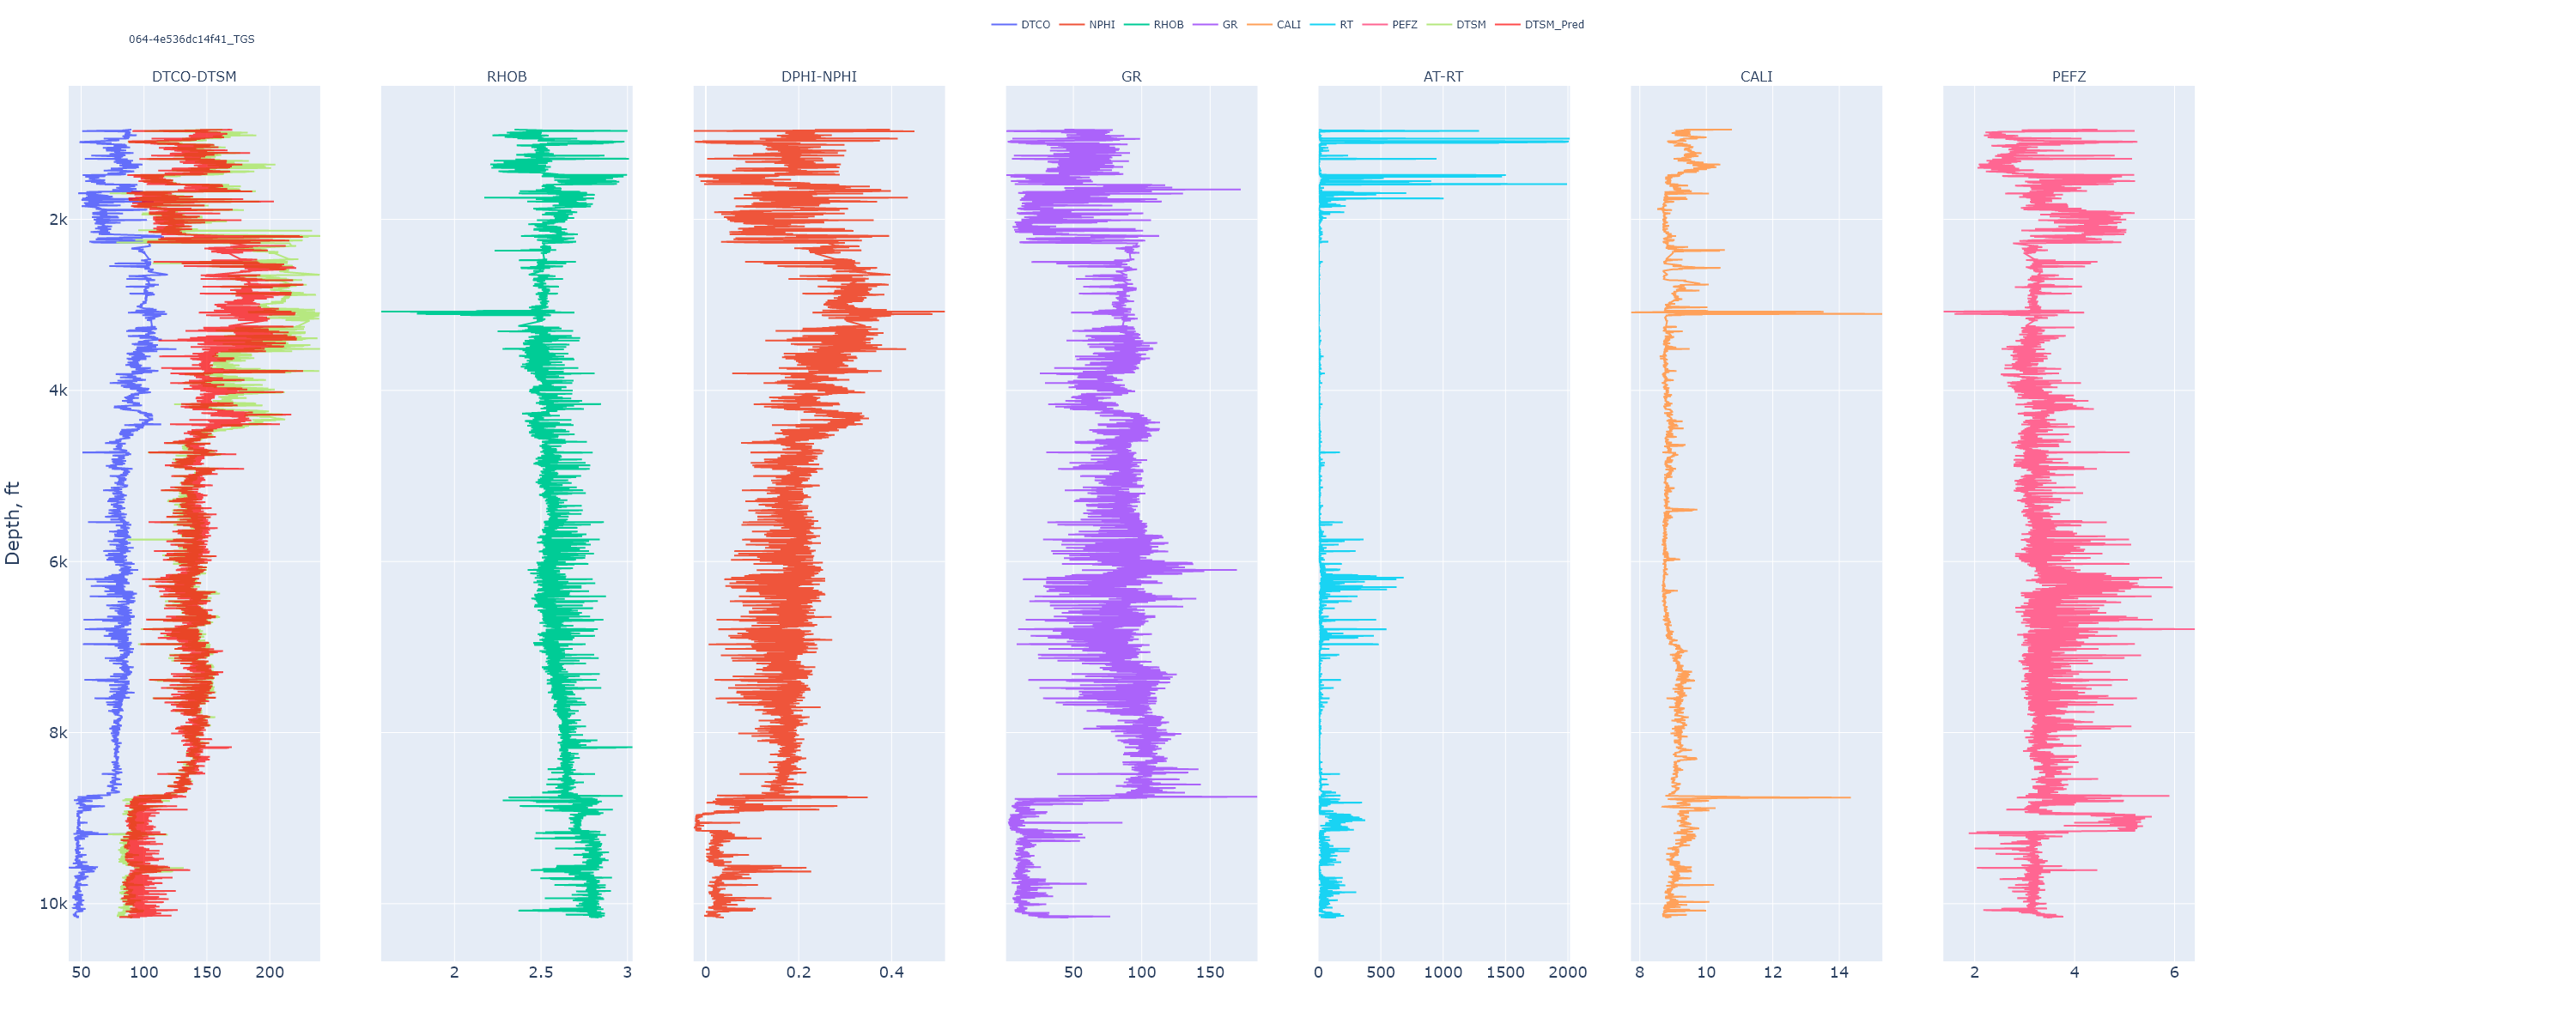 DTCO NPHI RHOB GR CALI RT PEFZ DTSM DTSM_Pred
064-4e536dc14f41_TGS
DTCO-DTSM RHOB DPHI-NPHI GR AT-RT CALI PEFZ
Depth, ft
2k
4k
6k
8k
10k
50 100 150 200 2 2.5 3 0 0.2 0.4 50 100 150 0 500 1000 1500 2000 8 10 12 14 2 4 6